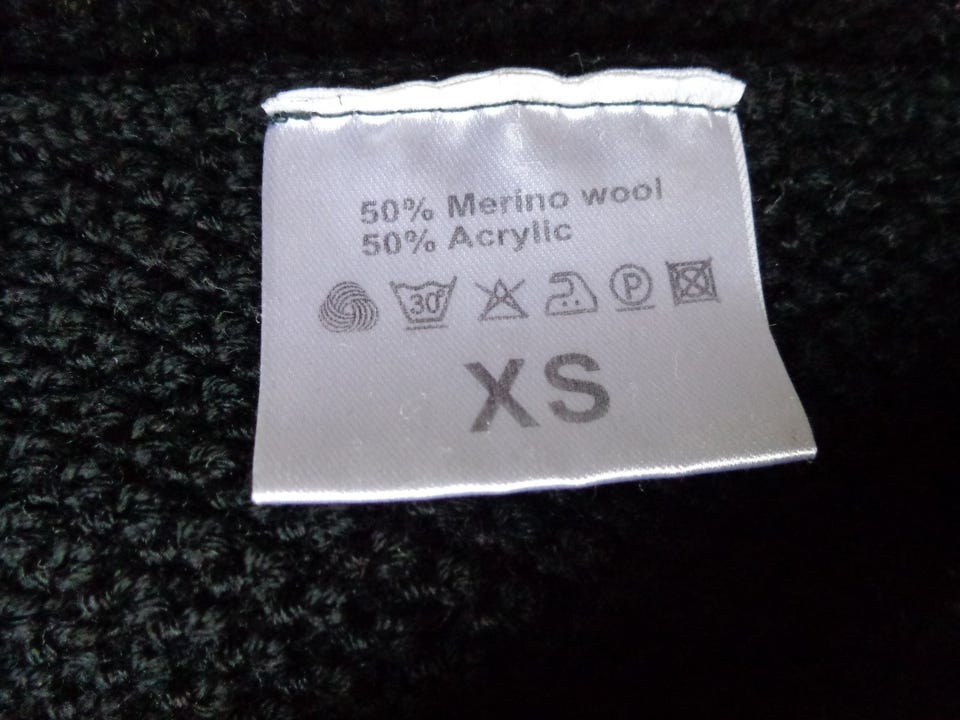 50% Merino wool
50% Acrylic
30° P
XS